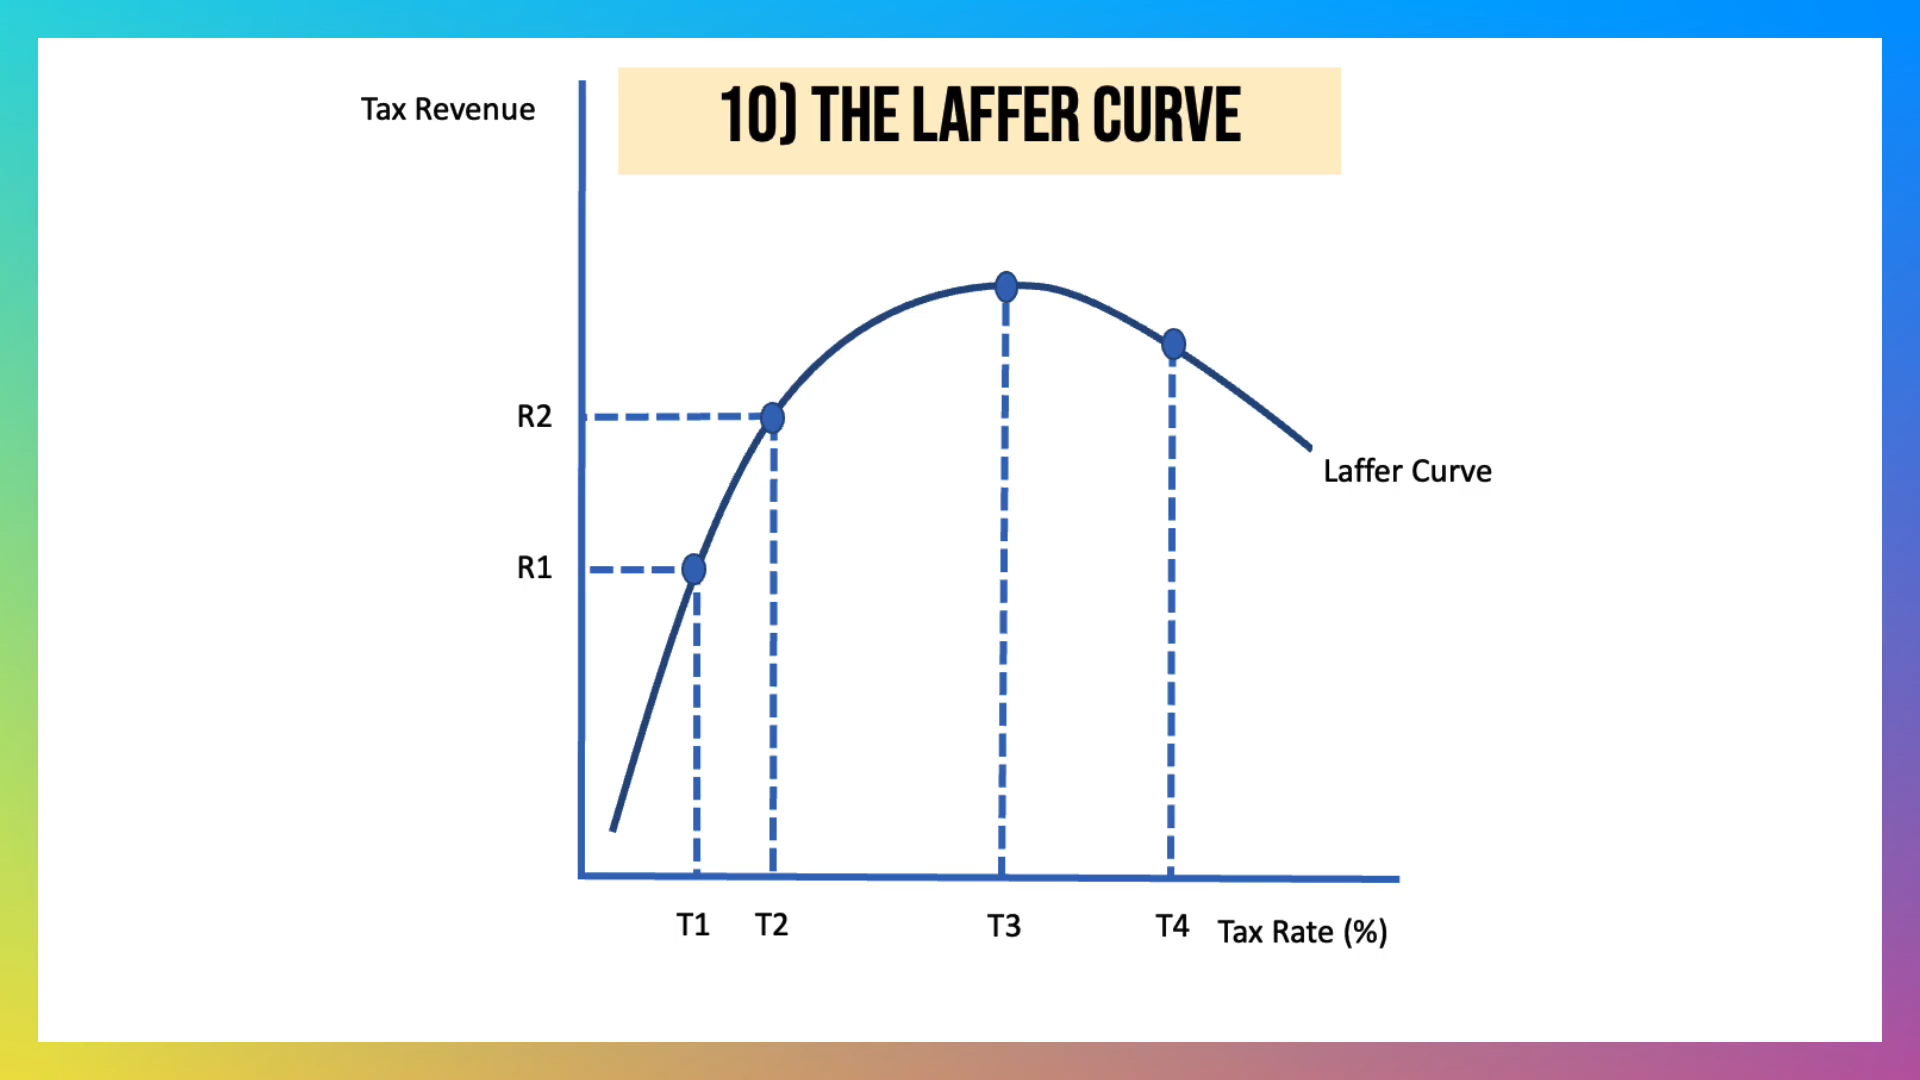 10) THE LAFFER CURVE
Tax Revenue
R2
R1
Laffer Curve
T1
T2
T3
T4
Tax Rate (%)